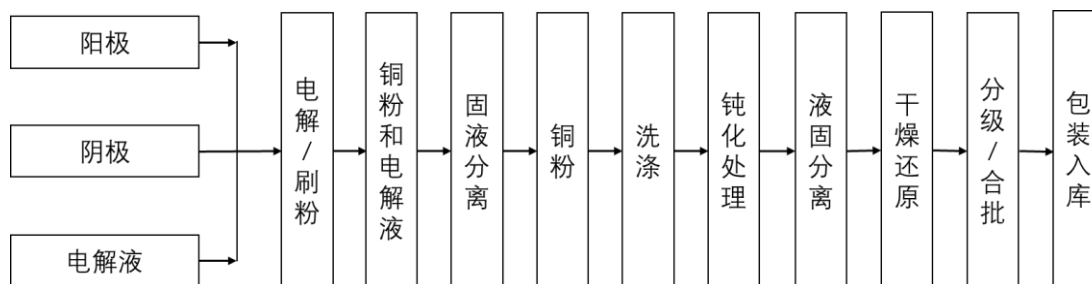 阳极
阴极
电解液
电解/刷粉
铜粉和电解液
固液分离
铜粉
洗涤
钝化处理
液固分离
干燥还原
分级/合批
包装入库